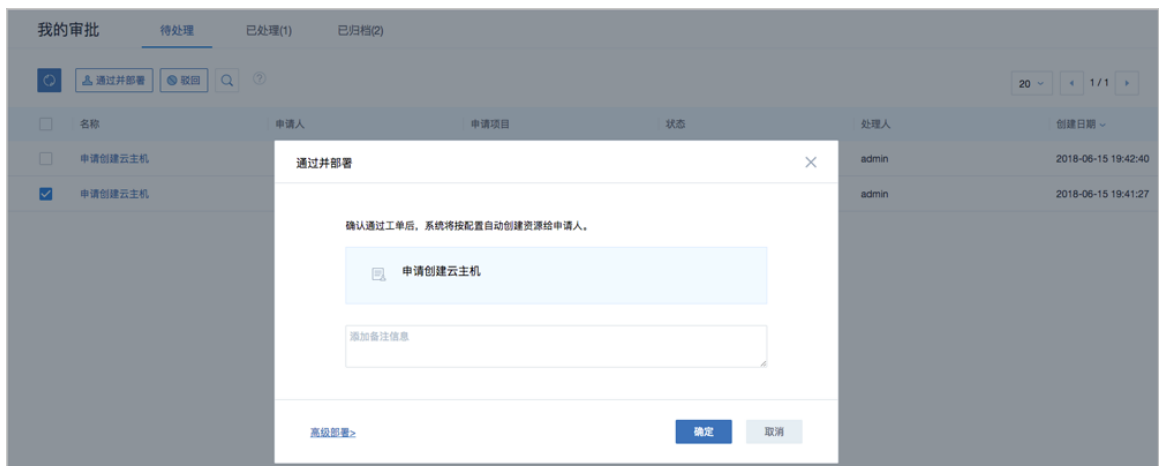 我的审批 待处理 已处理(1) 已归档(2)
通过并部署 驳回 20 1 / 1
名称 申请人 申请项目 状态 处理人 创建日期
申请创建云主机 admin 2018-06-15 19:42:40
申请创建云主机 admin 2018-06-15 19:41:27
通过并部署
确认通过工单后，系统将按配置自动创建资源给申请人。
申请创建云主机
添加备注信息
高级部署>
确定 取消